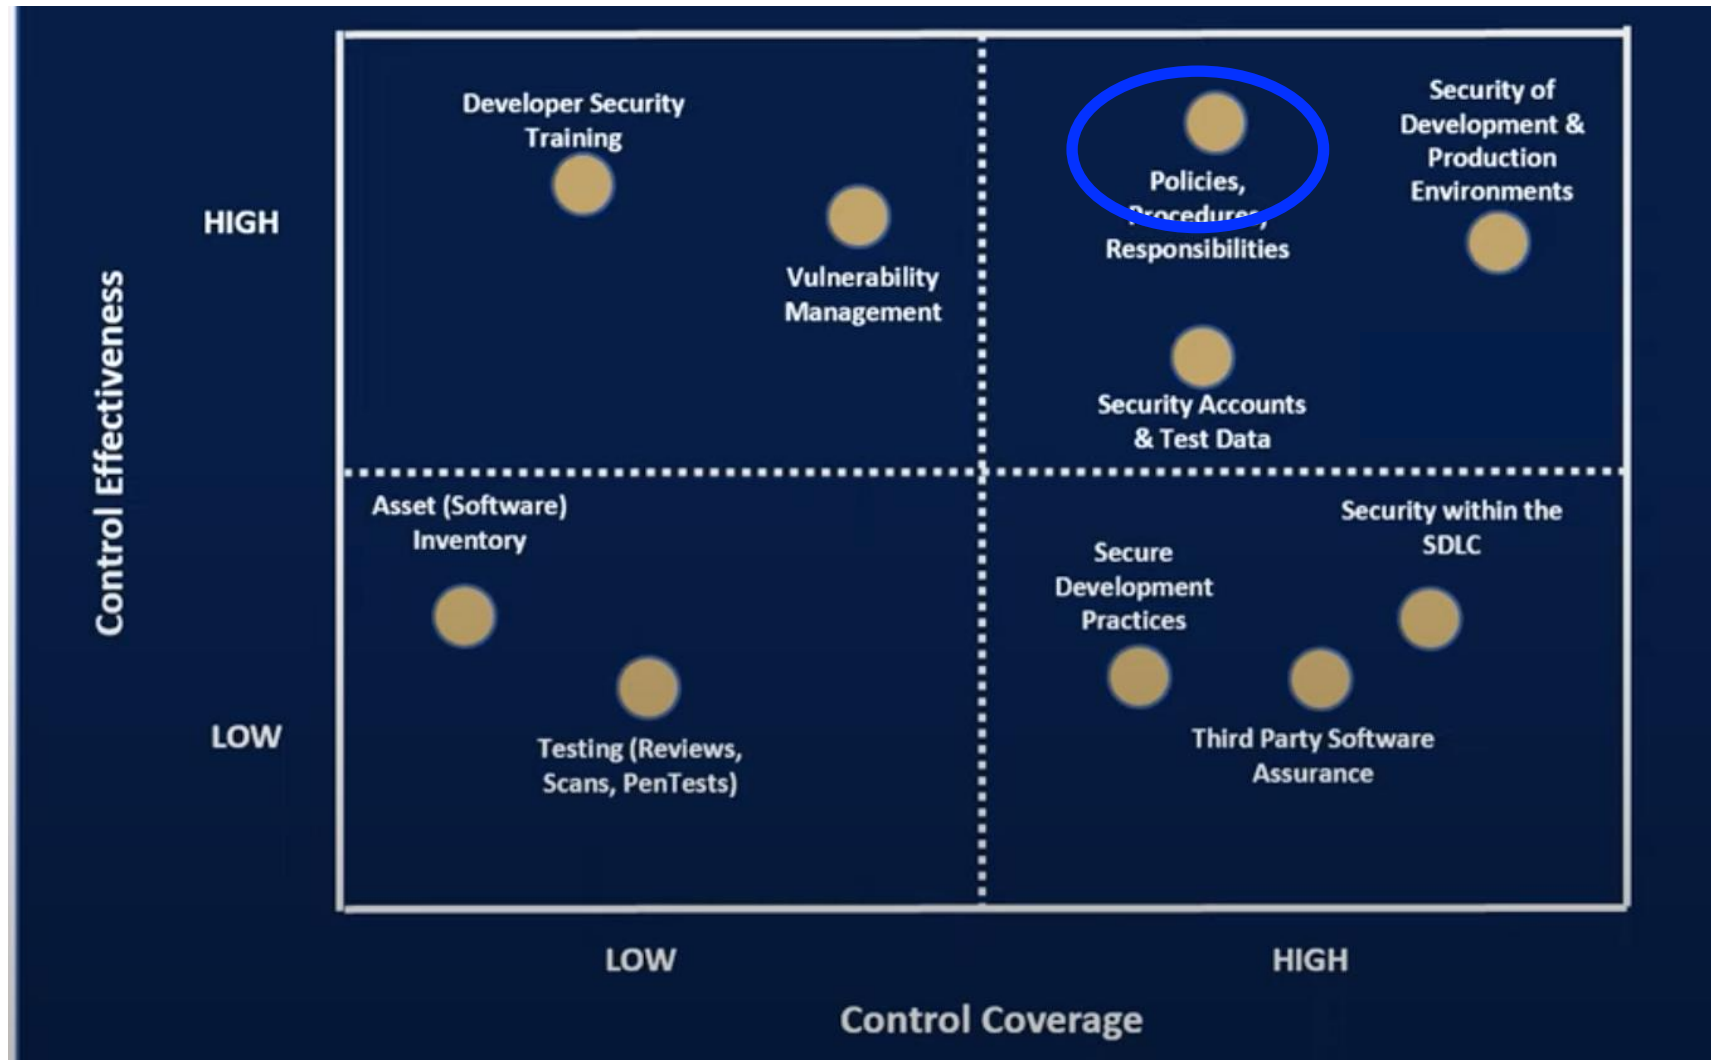 Developer Security
Training
Vulnerability
Management
Policies,
Procedures,
Responsibilities
Security of
Development &
Production
Environments
Security Accounts
& Test Data
HIGH
Control Effectiveness
Asset (Software)
Inventory
Testing (Reviews,
Scans, PenTests)
Secure
Development
Practices
Security within the
SDLC
Third Party Software
Assurance
LOW
LOW
HIGH
Control Coverage